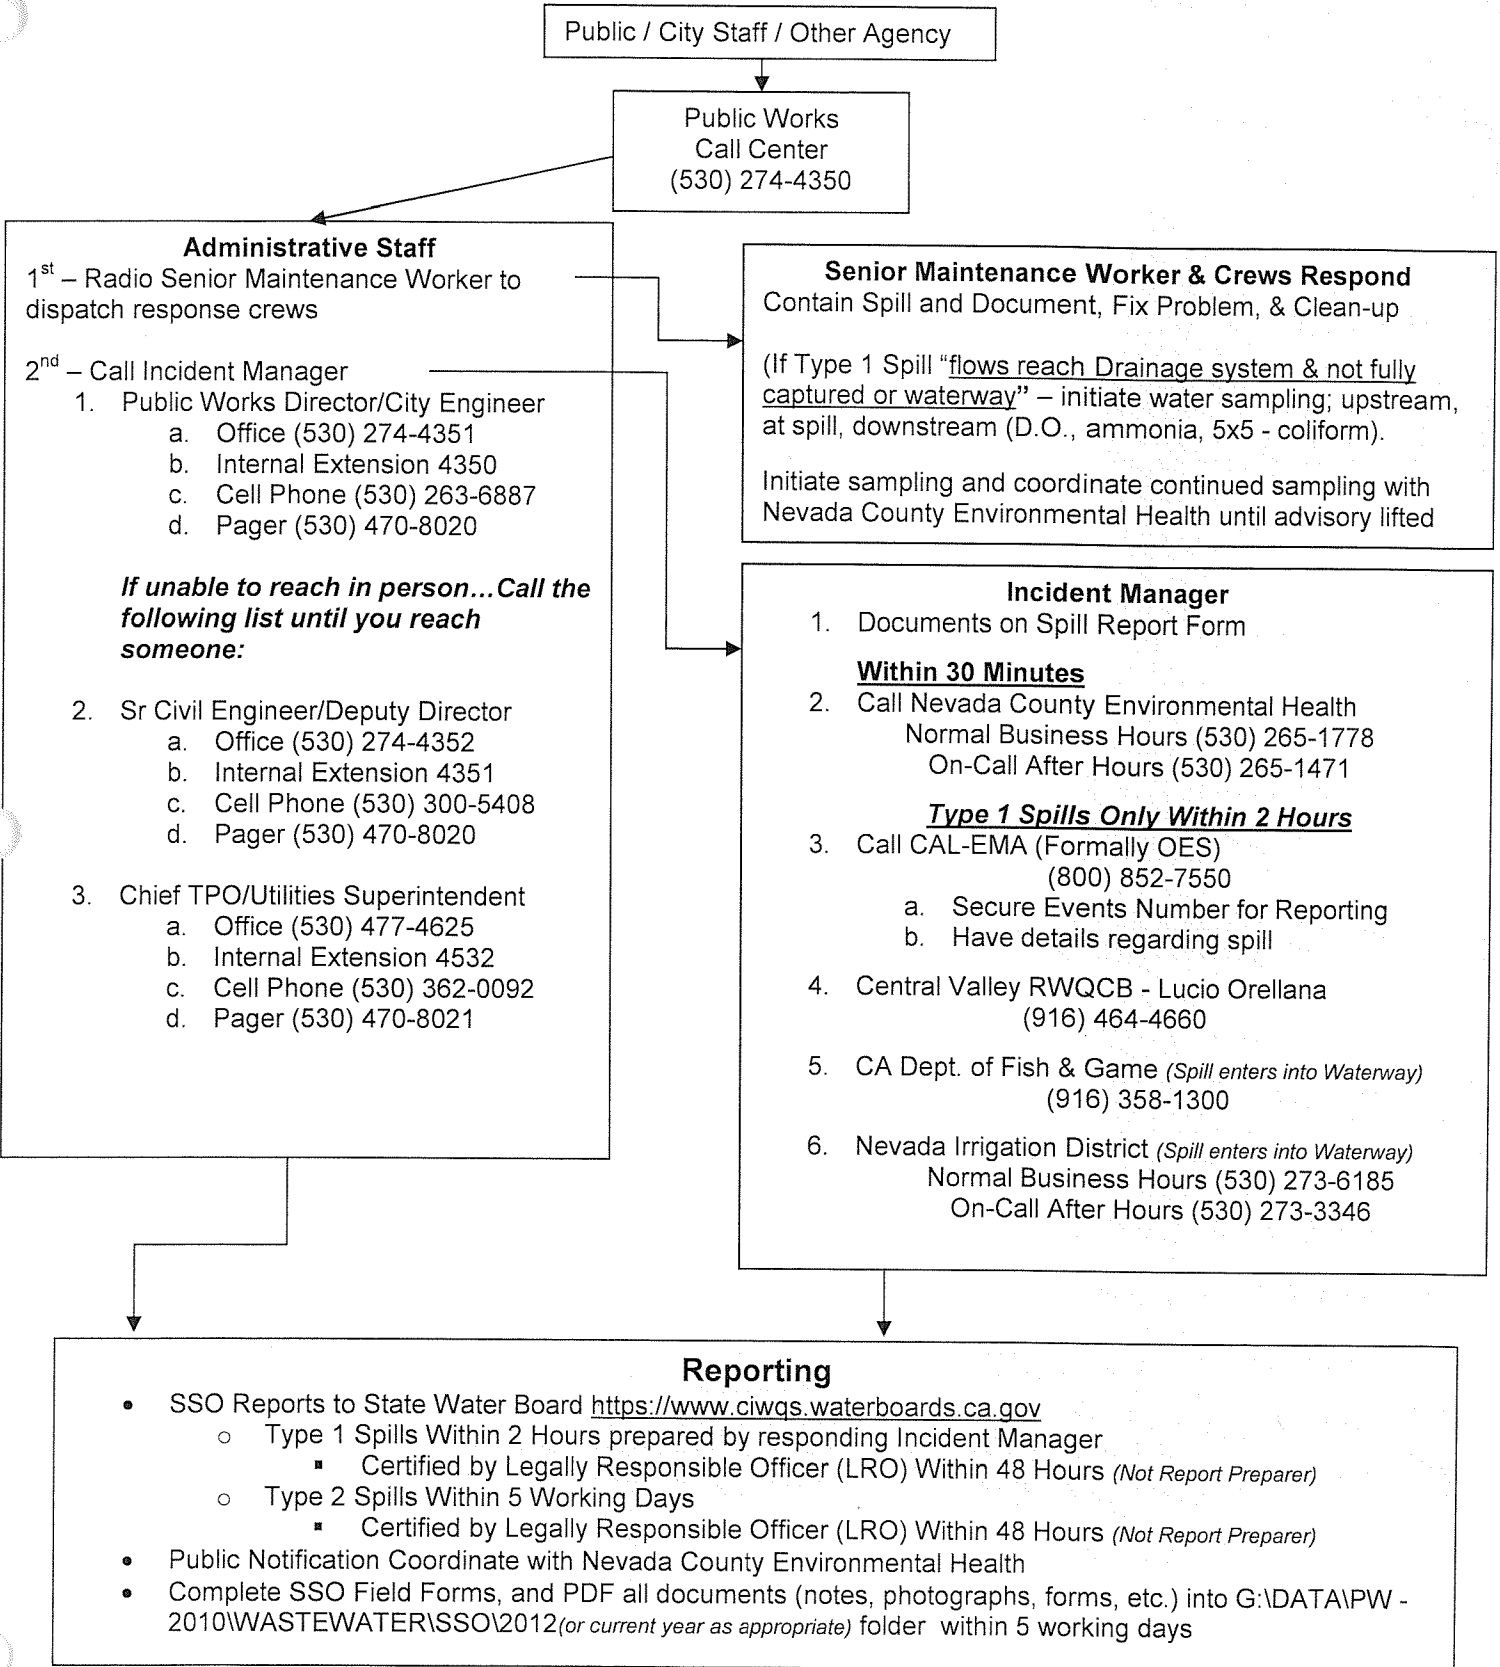 Public / City Staff / Other Agency
Public Works
Call Center
(530) 274-4350
Administrative Staff
1st – Radio Senior Maintenance Worker to
dispatch response crews
2nd – Call Incident Manager
1. Public Works Director/City Engineer
a. Office (530) 274-4351
b. Internal Extension 4350
c. Cell Phone (530) 263-6887
d. Pager (530) 470-8020
If unable to reach in person...Call the
following list until you reach
someone:
2. Sr Civil Engineer/Deputy Director
a. Office (530) 274-4352
b. Internal Extension 4351
c. Cell Phone (530) 300-5408
d. Pager (530) 470-8020
3. Chief TPO/Utilities Superintendent
a. Office (530) 477-4625
b. Internal Extension 4532
c. Cell Phone (530) 362-0092
d. Pager (530) 470-8021
Senior Maintenance Worker & Crews Respond
Contain Spill and Document, Fix Problem, & Clean-up
(If Type 1 Spill “flows reach Drainage system & not fully
captured or waterway” – initiate water sampling; upstream,
at spill, downstream (D.O., ammonia, 5x5 - coliform).
Initiate sampling and coordinate continued sampling with
Nevada County Environmental Health until advisory lifted
Incident Manager
1. Documents on Spill Report Form
Within 30 Minutes
2. Call Nevada County Environmental Health
Normal Business Hours (530) 265-1778
On-Call After Hours (530) 265-1471
Type 1 Spills Only Within 2 Hours
3. Call CAL-EMA (Formally OES)
(800) 852-7550
a. Secure Events Number for Reporting
b. Have details regarding spill
4. Central Valley RWQCB - Lucio Orellana
(916) 464-4660
5. CA Dept. of Fish & Game (Spill enters into Waterway)
(916) 358-1300
6. Nevada Irrigation District (Spill enters into Waterway)
Normal Business Hours (530) 273-6185
On-Call After Hours (530) 273-3346
Reporting
• SSO Reports to State Water Board https://www.ciwqs.waterboards.ca.gov
o Type 1 Spills Within 2 Hours prepared by responding Incident Manager
▪ Certified by Legally Responsible Officer (LRO) Within 48 Hours (Not Report Preparer)
o Type 2 Spills Within 5 Working Days
▪ Certified by Legally Responsible Officer (LRO) Within 48 Hours (Not Report Preparer)
• Public Notification Coordinate with Nevada County Environmental Health
• Complete SSO Field Forms, and PDF all documents (notes, photographs, forms, etc.) into G:\DATA\PW -
2010\WASTEWATER\SSO\2012(or current year as appropriate) folder within 5 working days